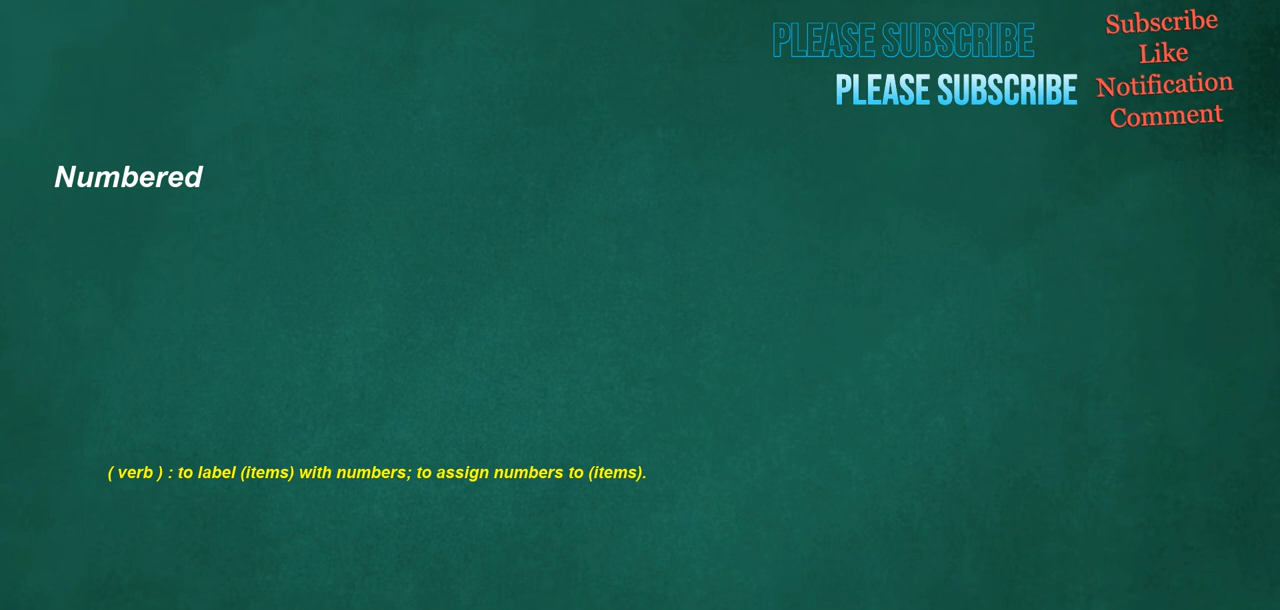 PLEASE SUBSCRIBE
PLEASE SUBSCRIBE
Subscribe
Like
Notification
Comment
Numbered
( verb ) : to label (items) with numbers; to assign numbers to (items).